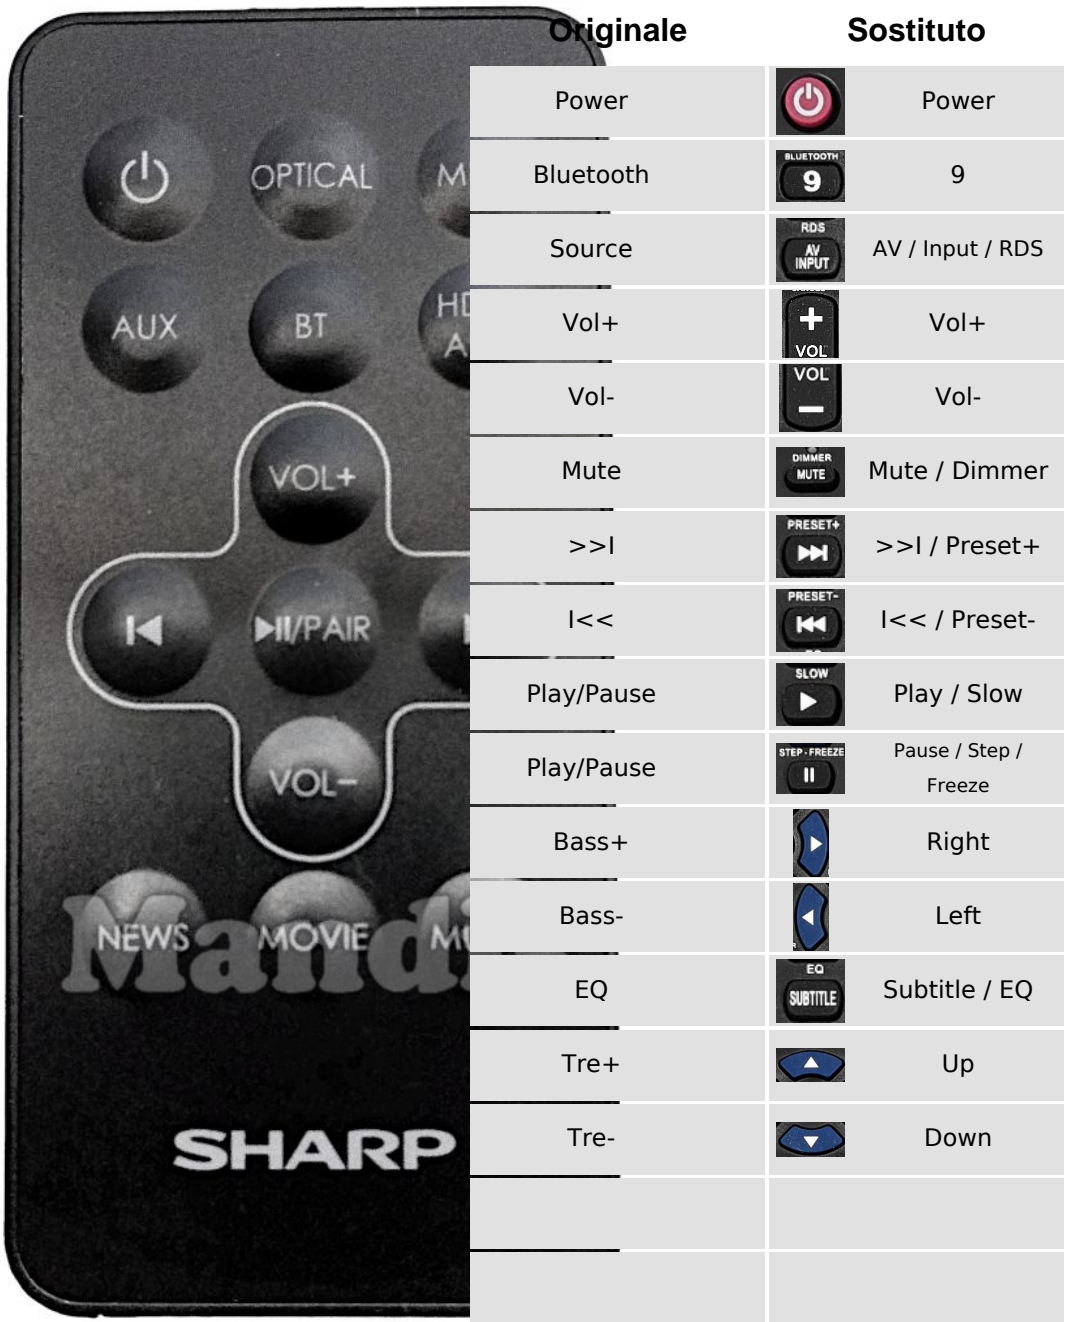 Originale Sostituto
OPTICAL M
AUX BT HD
A
VOL+
/PAIR
VOL-
NEWS MOVIE MU
Mandi
SHARP
Power Power
Bluetooth BLUETOOTH 9 9
Source RDS AV INPUT AV / Input / RDS
Vol+ + VOL Vol+
Vol- VOL − Vol-
Mute DIMMER MUTE Mute / Dimmer
>>I PRESET+ >>I / Preset+
I<< PRESET- I<< / Preset-
Play/Pause SLOW Play / Slow
Play/Pause STEP-FREEZE Pause / Step /
Freeze
Bass+ Right
Bass- Left
EQ EQ SUBTITLE Subtitle / EQ
Tre+ Up
Tre- Down